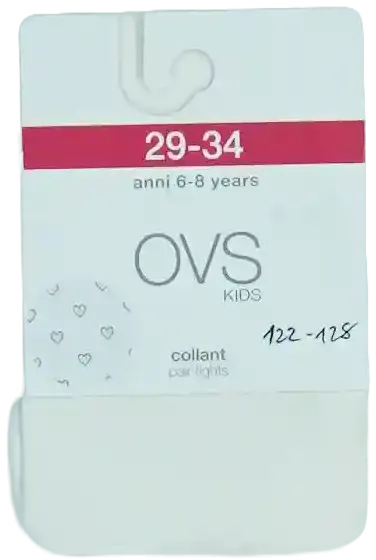 29-34
anni 6-8 years
OVS
KIDS
122-128
collant
pair tights